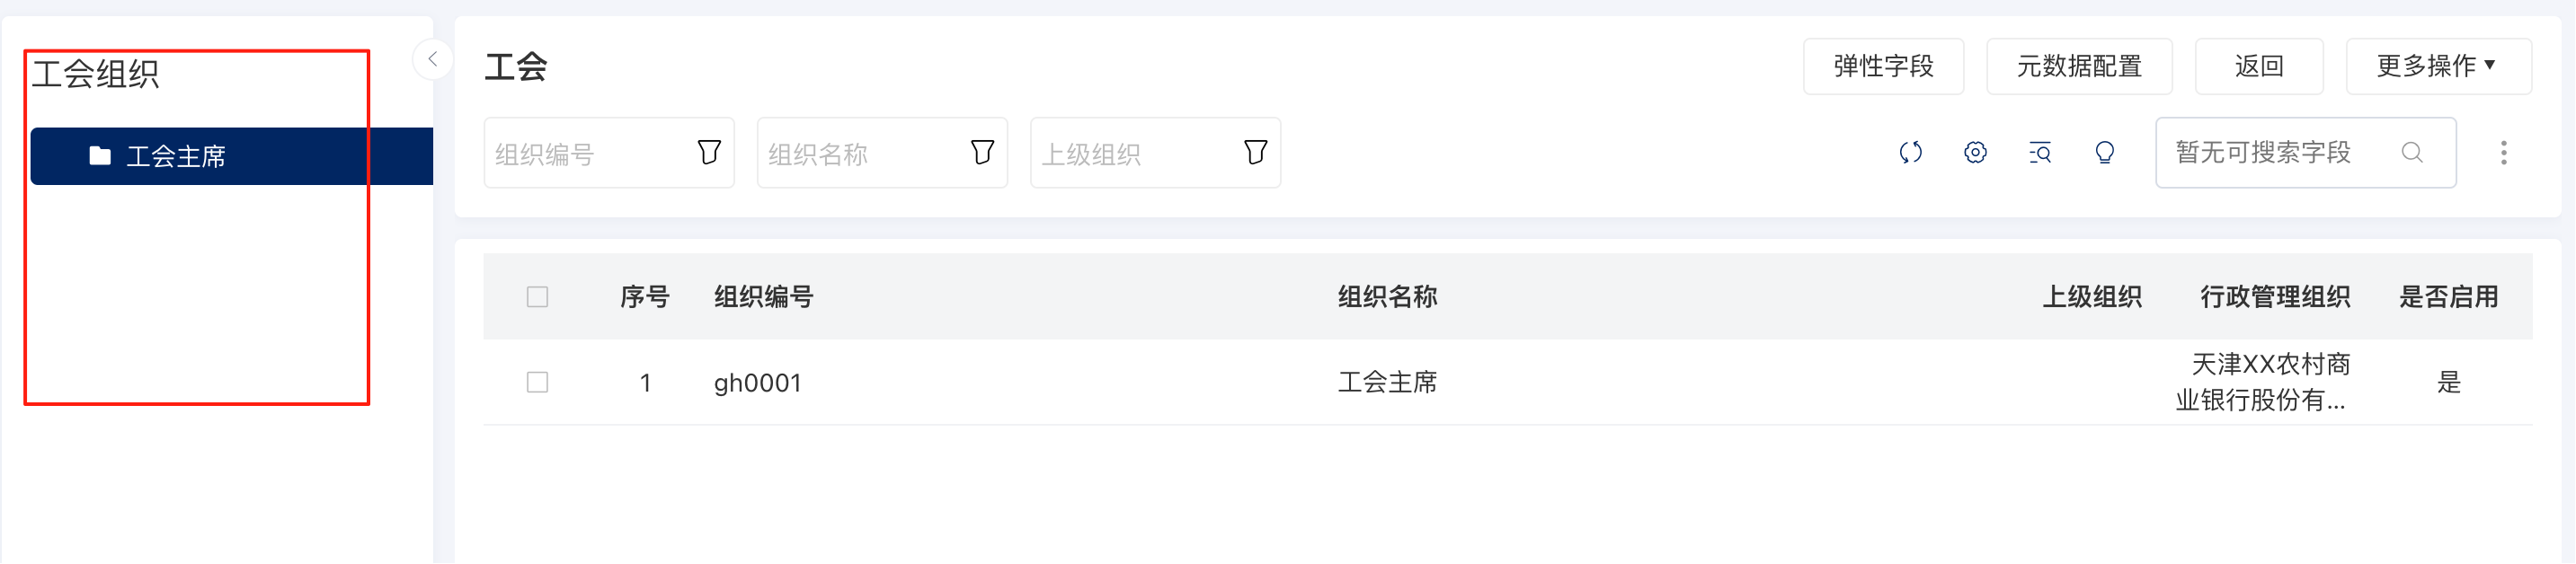 工会组织
工会主席
工会
弹性字段
元数据配置
返回
更多操作
组织编号
组织名称
上级组织
暂无可搜索字段
序号 组织编号 组织名称 上级组织 行政管理组织 是否启用
1 gh0001 工会主席 天津XX农村商 是
业银行股份有...